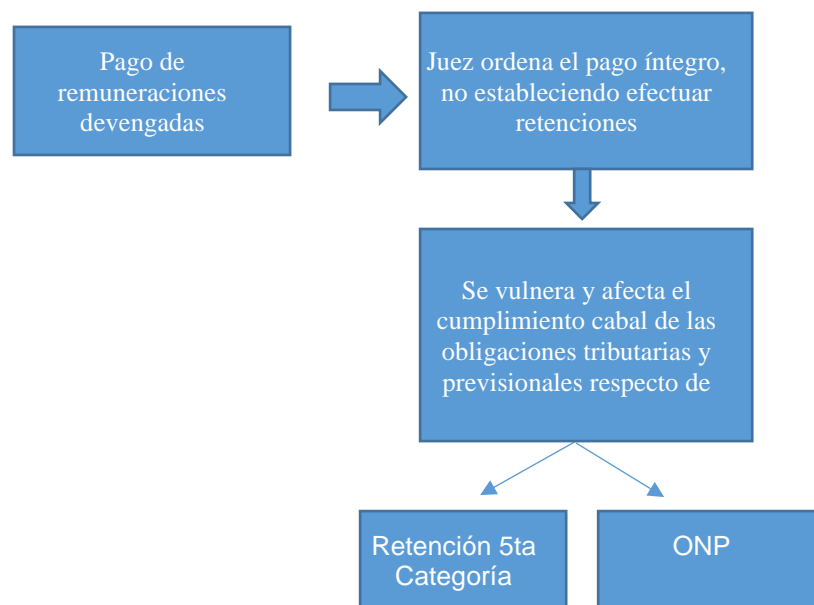 Pago de
remuneraciones
devengadas
Juez ordena el pago íntegro,
no estableciendo efectuar
retenciones
Se vulnera y afecta el
cumplimiento cabal de las
obligaciones tributarias y
previsionales respecto de
Retención 5ta
Categoría
ONP